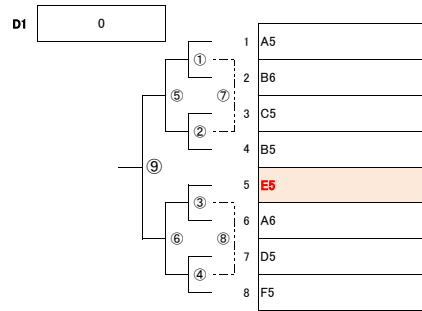 D1 0
1 A5
①
2 B6
⑤ ⑦
3 C5
②
4 B5
⑨
5 E5
③
6 A6
⑥ ⑧
7 D5
④
8 F5